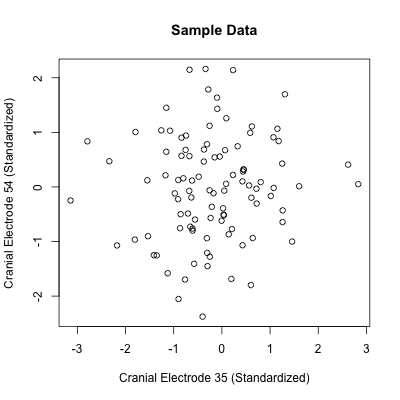 Sample Data
Cranial Electrode 54 (Standardized)
2
1
0
-1
-2
-3 -2 -1 0 1 2 3
Cranial Electrode 35 (Standardized)